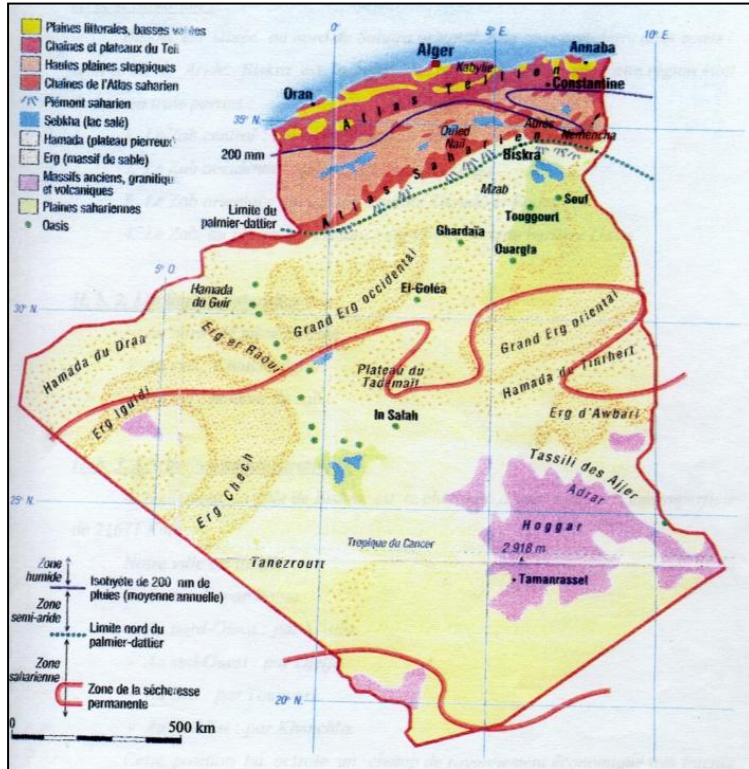 Plaines littorales, basses vallées
Chaînes et plateaux du Tell
Hautes plaines steppiques
Chaînes de l'Atlas saharien
Piémont saharien
Sebkha (lac salé)
Hamada (plateau pierreux)
Erg (massif de sable)
Massifs anciens, granitiq
et volcaniques
Plaines sahariennes
Oasis
0°
5° E.
10° E.
Alger
Annaba
Kabylie
Constantine
Oran
Atlas Tellien
35° N.
200 mm
Ouled
Naïl
Aurès
Nemencha
Biskra
Atlas Saharien
Mzab
Souf
Touggourt
Limite du
palmier-dattier
Ghardaïa
Ouargla
5° O
Hamada
du Guir
El-Goléa
30° N.
Grand Erg occidental
Erg er Raoui
Grand Erg oriental
Hamada du Draa
Plateau du
Tademaït
Hamada du Tinrhert
Erg Iguidi
In Salah
Erg d'Awbari
Erg Chech
Tassili des Ajjer
Adrar
25° N.
Hoggar
Tropique du Cancer
2.918 m
Tanezrouft
Tamanrasset
Zone
humide
Isohyète de 200 mm de
pluies (moyenne annuelle)
Zone
semi-aride
Limite nord du
palmier-dattier
Zone
saharienne
Zone de la sécheresse
permanente
20° N.
0
500 km